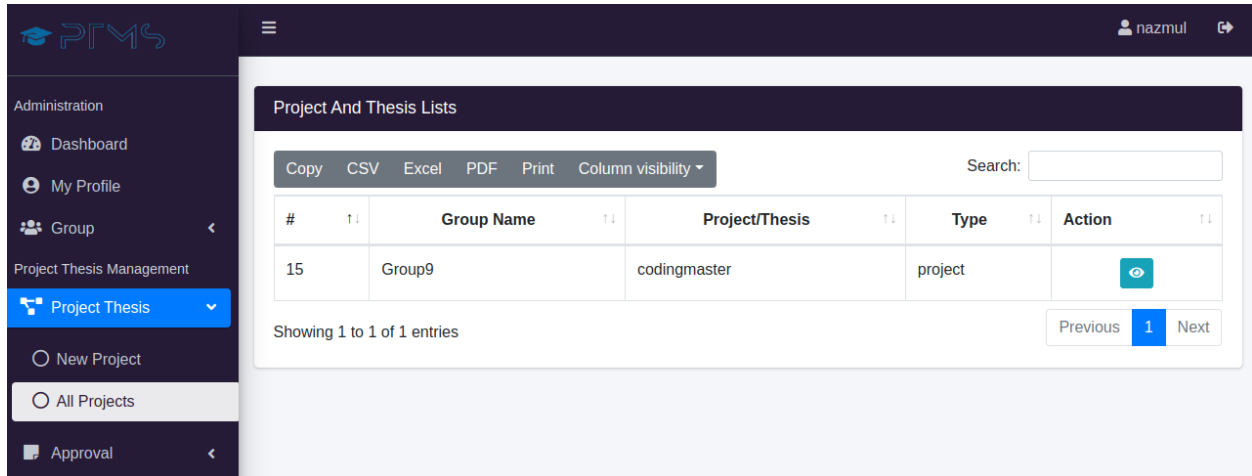 PTMS
nazmul
Administration
Dashboard
My Profile
Group
Project Thesis Management
Project Thesis
New Project
All Projects
Approval
Project And Thesis Lists
Copy CSV Excel PDF Print Column visibility
Search:
# Group Name Project/Thesis Type Action
15 Group9 codingmaster project
Showing 1 to 1 of 1 entries
Previous 1 Next